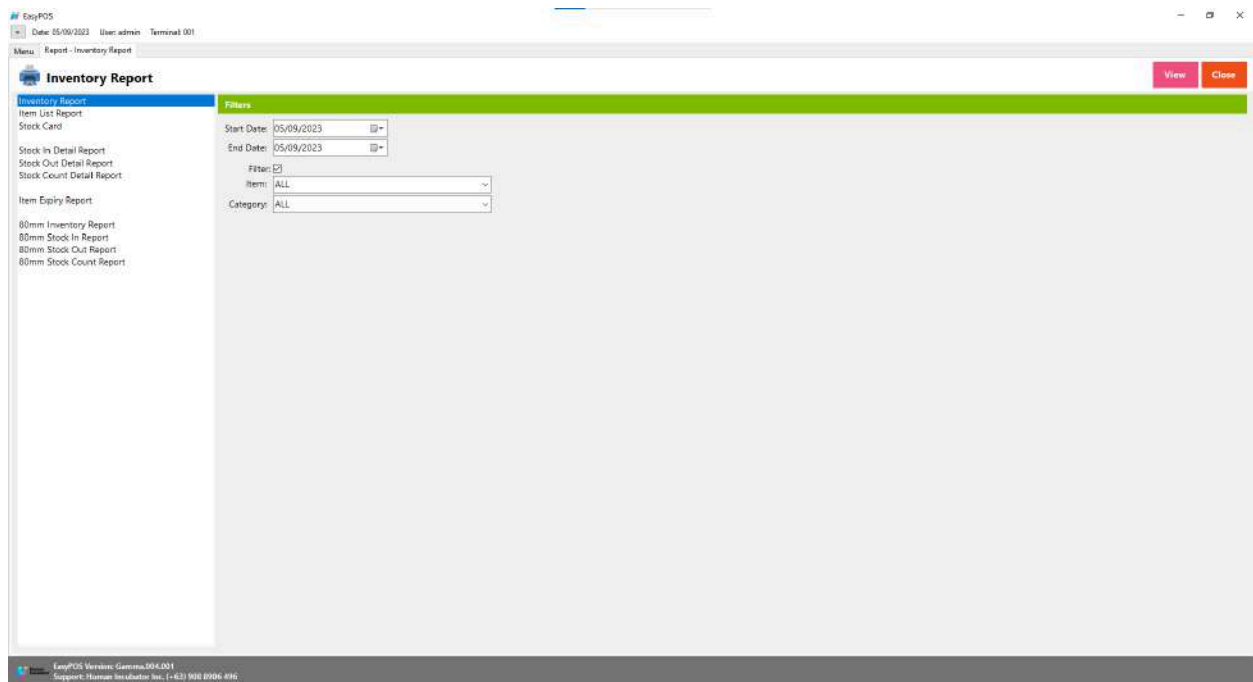 EasyPOS
Date: 05/09/2023 User: admin Terminal: 001
Menu Report - Inventory Report
Inventory Report
View Close
Inventory Report
Item List Report
Stock Card
Stock In Detail Report
Stock Out Detail Report
Stock Count Detail Report
Item Expiry Report
80mm Inventory Report
80mm Stock In Report
80mm Stock Out Report
80mm Stock Count Report
Filters
Start Date: 05/09/2023
End Date: 05/09/2023
Filter:
Item: ALL
Category: ALL
EasyPOS Version: Gamma.004.001
Support: Human Incubator Inc. (+63) 908 8906 496